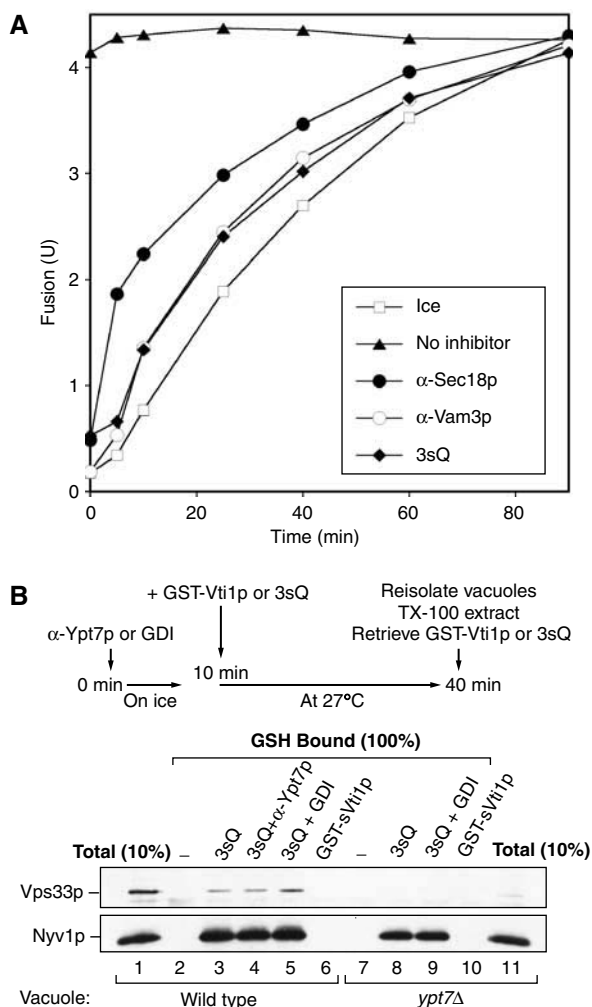 A
Fusion (U)
4
3
2
1
0
0 20 40 60 80
Time (min)
Ice
No inhibitor
α-Sec18p
α-Vam3p
3sQ
B
+ GST-Vti1p or 3sQ
α-Ypt7p or GDI
Reisolate vacuoles
TX-100 extract
Retrieve GST-Vti1p or 3sQ
0 min
On ice
10 min
At 27°C
40 min
GSH Bound (100%)
Total (10%) – 3sQ 3sQ+α-Ypt7p 3sQ + GDI GST-sVti1p – 3sQ 3sQ + GDI GST-sVti1p Total (10%)
Vps33p
Nyv1p
1 2 3 4 5 6 7 8 9 10 11
Vacuole: Wild type ypt7Δ